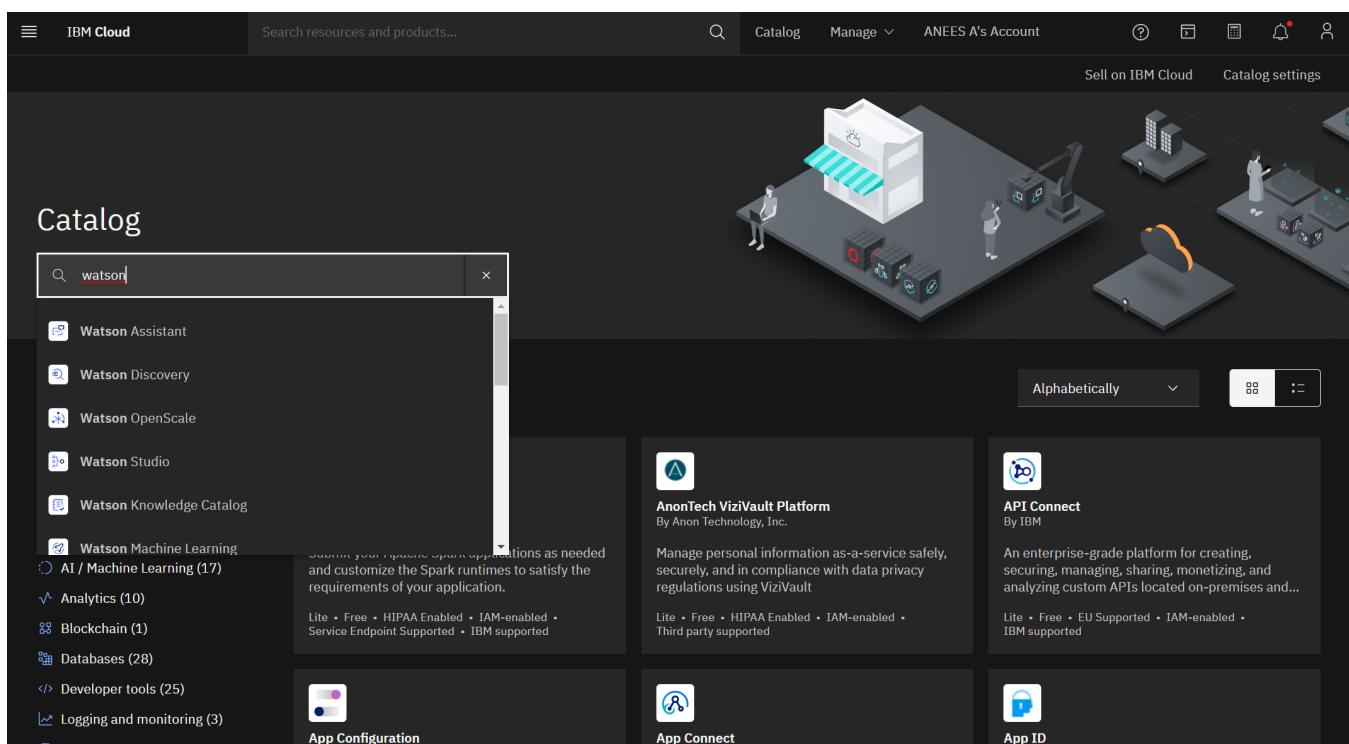 IBM Cloud
Search resources and products...
Catalog
Manage
ANEES A's Account
Sell on IBM Cloud
Catalog settings
Catalog
watson
Watson Assistant
Watson Discovery
Watson OpenScale
Watson Studio
Watson Knowledge Catalog
Watson Machine Learning
Alphabetically
AI / Machine Learning (17)
Analytics (10)
Blockchain (1)
Databases (28)
Developer tools (25)
Logging and monitoring (3)
Submit your Apache Spark applications as needed
and customize the Spark runtimes to satisfy the
requirements of your application.
Lite • Free • HIPAA Enabled • IAM-enabled •
Service Endpoint Supported • IBM supported
AnonTech ViziVault Platform
By Anon Technology, Inc.
Manage personal information as-a-service safely,
securely, and in compliance with data privacy
regulations using ViziVault
Lite • Free • HIPAA Enabled • IAM-enabled •
Third party supported
API Connect
By IBM
An enterprise-grade platform for creating,
securing, managing, sharing, monetizing, and
analyzing custom APIs located on-premises and...
Lite • Free • EU Supported • IAM-enabled •
IBM supported
App Configuration
App Connect
App ID